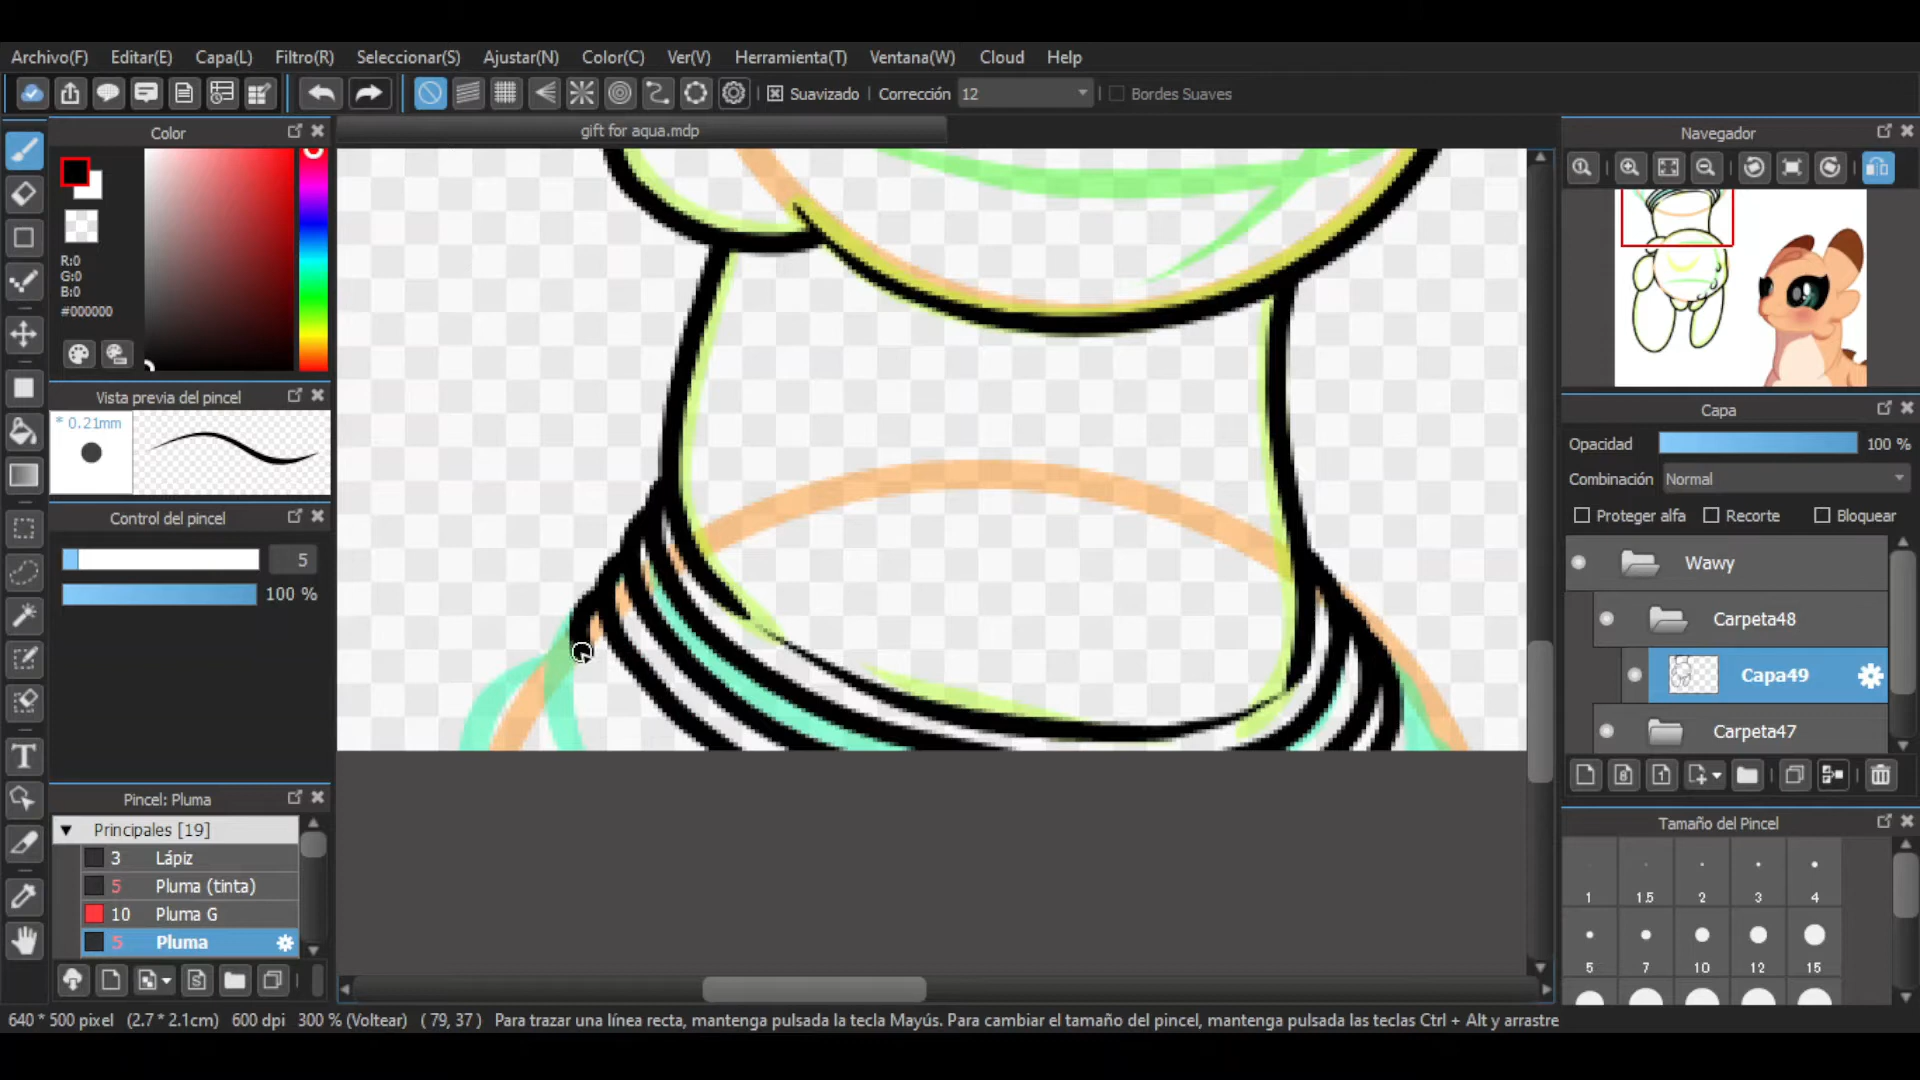 Archivo(F) Editar(E) Capa(L) Filtro(R) Seleccionar(S) Ajustar(N) Color(C) Ver(V) Herramienta(T) Ventana(W) Cloud Help
Suavizado Corrección 12 Bordes Suaves
Color
gift for aqua.mdp
Navegador
R:0
G:0
B:0
#000000
Vista previa del pincel
* 0.21mm
Capa
Opacidad 100 %
Combinación Normal
Proteger alfa Recorte Bloquear
Control del pincel
5
100 %
Wawy
Carpeta48
Capa49
Carpeta47
Pincel: Pluma
Principales [19]
3 Lápiz
5 Pluma (tinta)
10 Pluma G
5 Pluma
Tamaño del Pincel
1 1.5 2 3 4
5 7 10 12 15
640 * 500 pixel (2.7 * 2.1cm) 600 dpi 300 % (Voltear) ( 79, 37 ) Para trazar una línea recta, mantenga pulsada la tecla Mayús. Para cambiar el tamaño del pincel, mantenga pulsadas las teclas Ctrl + Alt y arrastre